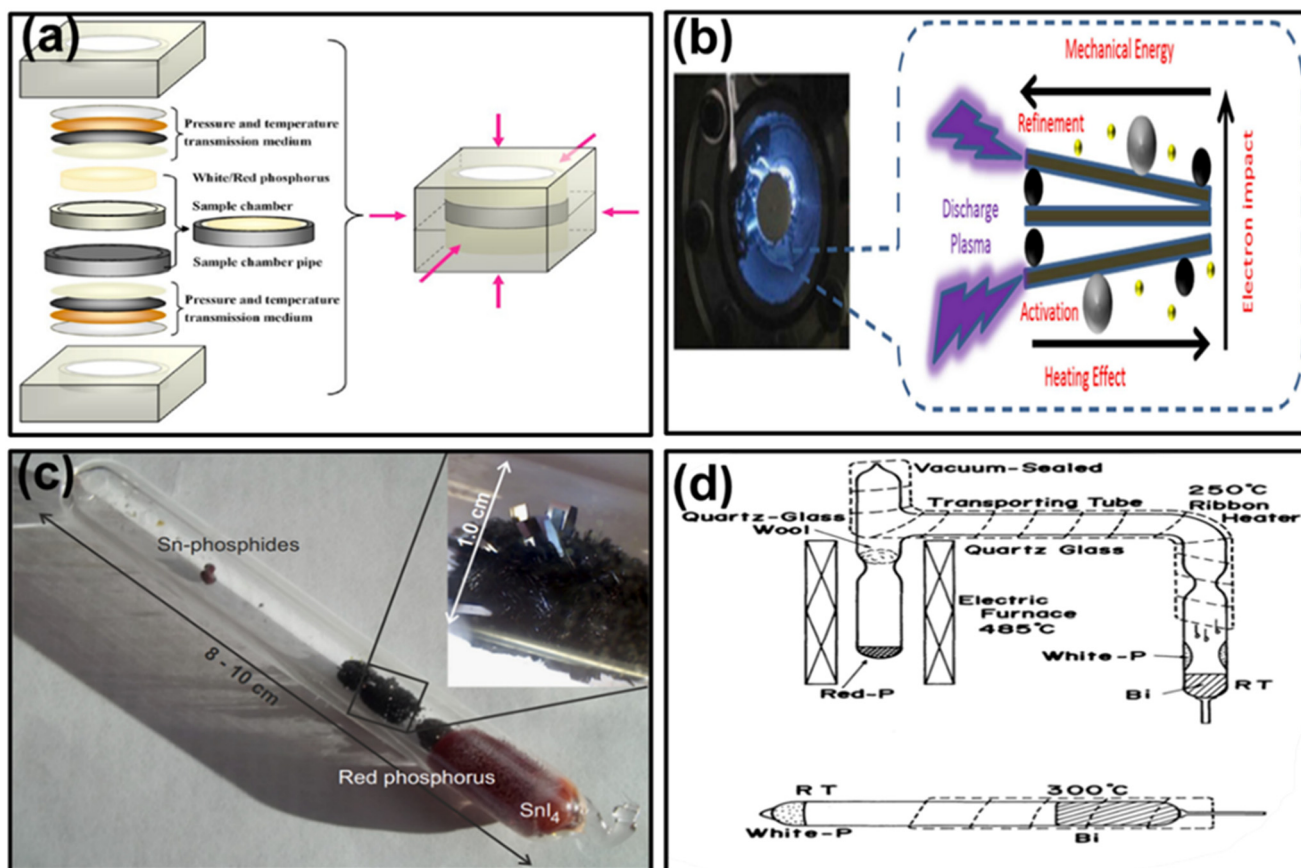 (a)
Pressure and temperature
transmission medium
White/Red phosphorus
Sample chamber
Sample chamber pipe
Pressure and temperature
transmission medium
(b)
Mechanical Energy
Refinement
Discharge
Plasma
Electron impact
Activation
Heating Effect
(c)
1.0 cm
Sn-phosphides
8 - 10 cm
Red phosphorus
SnI4
(d)
Vacuum-Sealed
Transporting Tube
250°C
Ribbon
Heater
Quartz-Glass
Wool
Quartz Glass
Electric
Furnace
485°C
White-P
Red-P
Bi
RT
RT
300°C
White-P
Bi